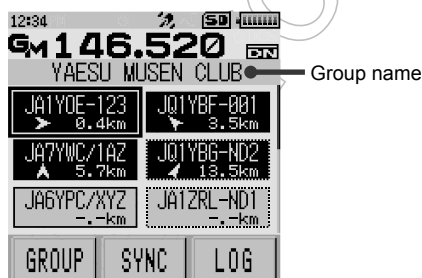 12:34 SD
GM 146.520 DN
YAESU MUSEN CLUB Group name
JA1YOE-123 JQ1YBF-001
0.4km 3.5km
JA7YWC/1AZ JQ1YBG-ND2
5.7km 13.5km
JA6YPC/XYZ JA1ZRL-ND1
-.-km -.-km
GROUP SYNC LOG